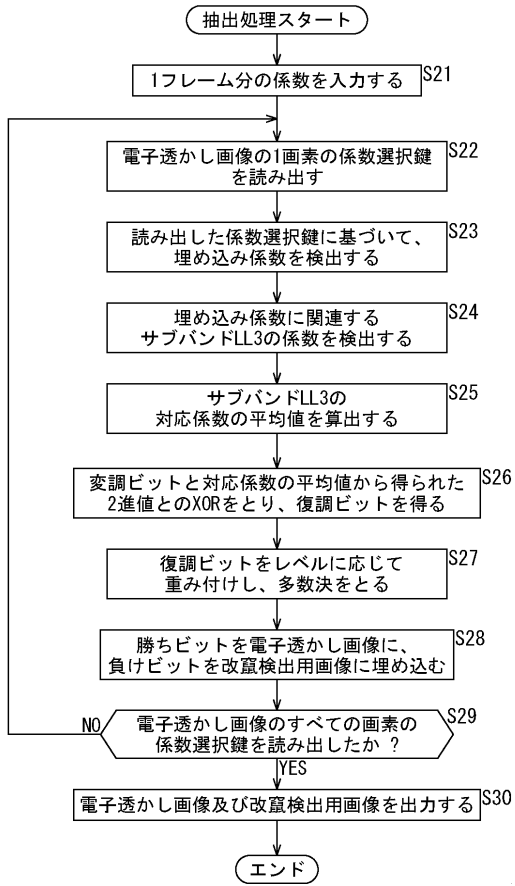 抽出処理スタート
1フレーム分の係数を入力する
S21
電子透かし画像の1画素の係数選択鍵
を読み出す
S22
読み出した係数選択鍵に基づいて、
埋め込み係数を検出する
S23
埋め込み係数に関連する
サブバンドLL3の係数を検出する
S24
サブバンドLL3の
対応係数の平均値を算出する
S25
変調ビットと対応係数の平均値から得られた
2進値とのXORをとり、復調ビットを得る
S26
復調ビットをレベルに応じて
重み付けし、多数決をとる
S27
勝ちビットを電子透かし画像に、
負けビットを改竄検出用画像に埋め込む
S28
電子透かし画像のすべての画素の
係数選択鍵を読み出したか ?
S29
NO
YES
電子透かし画像及び改竄検出用画像を出力する
S30
エンド